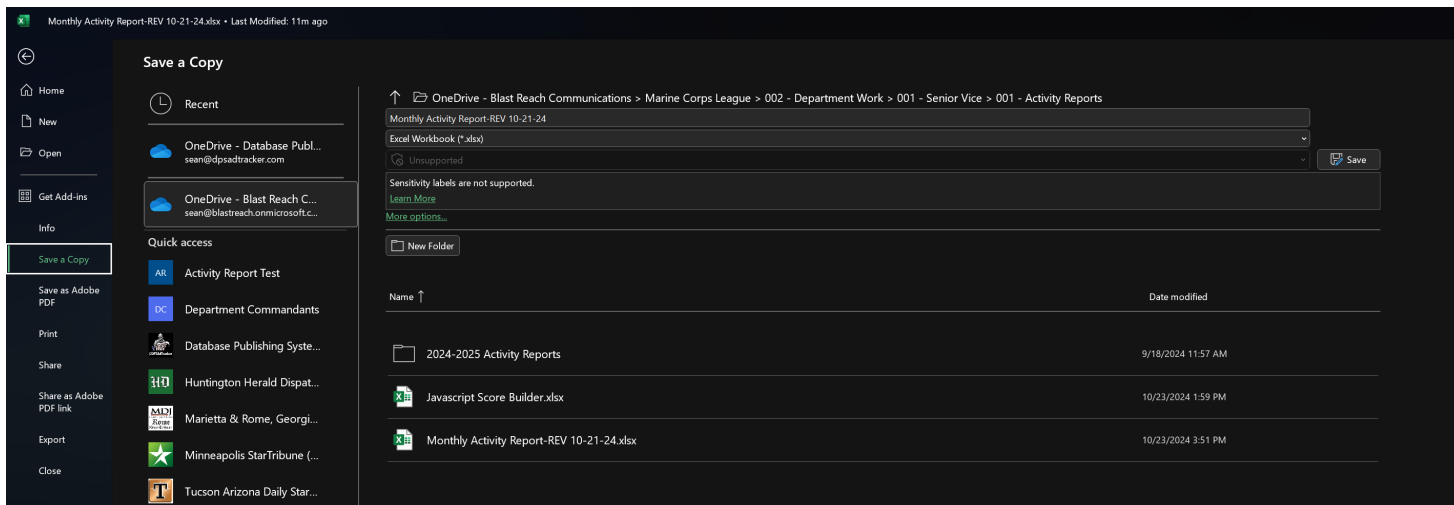 Monthly Activity Report-REV 10-21-24.xlsx • Last Modified: 11m ago
Home
New
Open
Get Add-ins
Info
Save a Copy
Save as Adobe
PDF
Print
Share
Share as Adobe
PDF link
Export
Close
Save a Copy
Recent
OneDrive - Database Publ...
sean@dpsadtracker.com
OneDrive - Blast Reach C...
sean@blastreach.onmicrosoft.c...
Quick access
AR Activity Report Test
DC Department Commandants
Database Publishing Syste...
HD Huntington Herald Dispat...
MDJ
Rome
Marietta & Rome, Georgi...
Minneapolis StarTribune (...
T Tucson Arizona Daily Star...
OneDrive - Blast Reach Communications > Marine Corps League > 002 - Department Work > 001 - Senior Vice > 001 - Activity Reports
Monthly Activity Report-REV 10-21-24
Excel Workbook (*.xlsx)
Unsupported
Save
Sensitivity labels are not supported.
Learn More
More options...
New Folder
Name ↑ Date modified
2024-2025 Activity Reports 9/18/2024 11:57 AM
Javascript Score Builder.xlsx 10/23/2024 1:59 PM
Monthly Activity Report-REV 10-21-24.xlsx 10/23/2024 3:51 PM